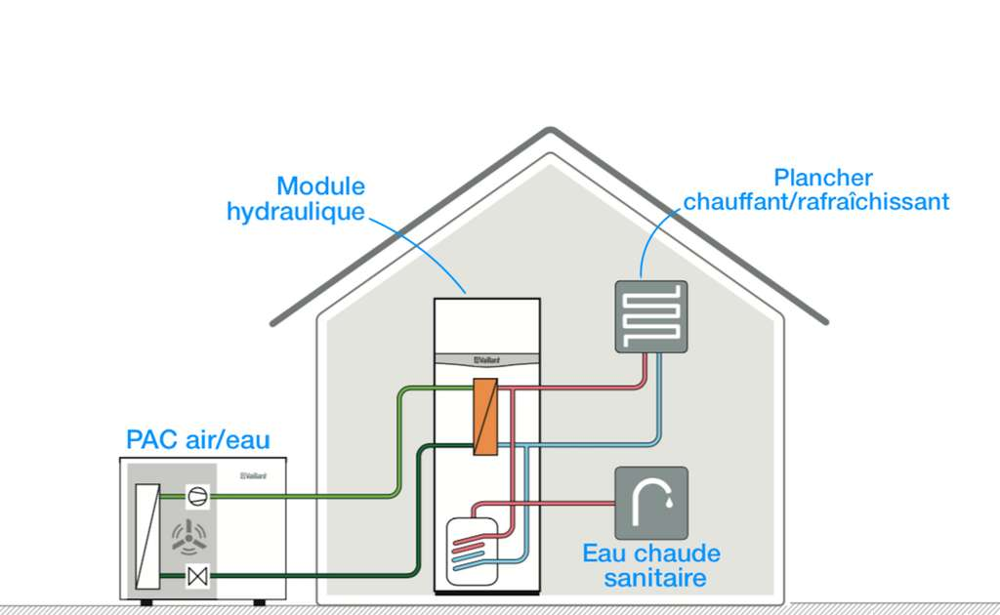 Module
hydraulique
Plancher
chauffant/rafraîchissant
Vaillant
PAC air/eau
Vaillant
Eau chaude
sanitaire